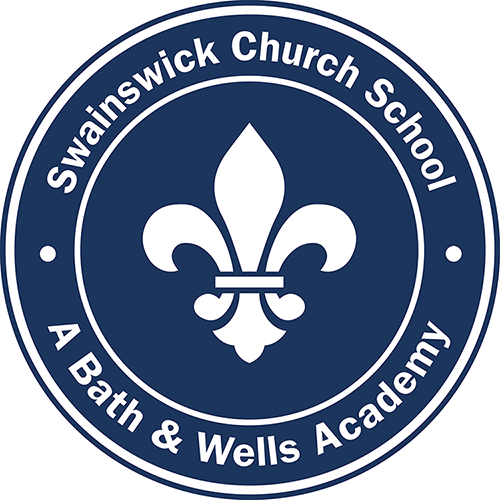 Swainswick Church School
A Bath & Wells Academy